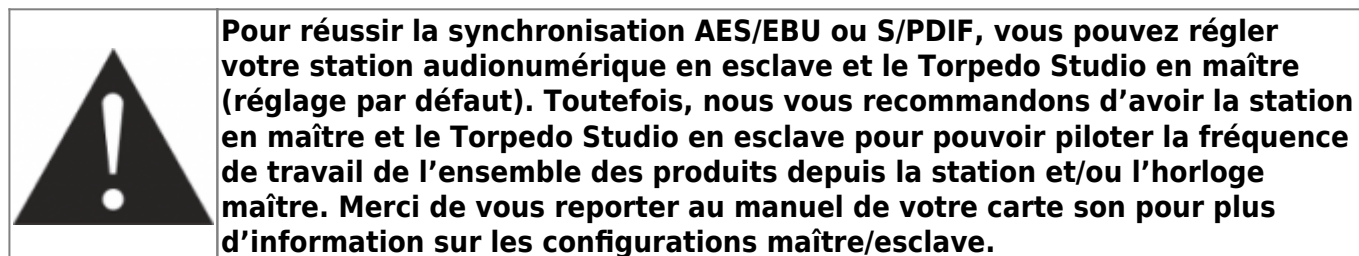 Pour réussir la synchronisation AES/EBU ou S/PDIF, vous pouvez régler
votre station audionumérique en esclave et le Torpedo Studio en maître
(réglage par défaut). Toutefois, nous vous recommandons d’avoir la station
en maître et le Torpedo Studio en esclave pour pouvoir piloter la fréquence
de travail de l’ensemble des produits depuis la station et/ou l’horloge
maître. Merci de vous reporter au manuel de votre carte son pour plus
d’information sur les configurations maître/esclave.